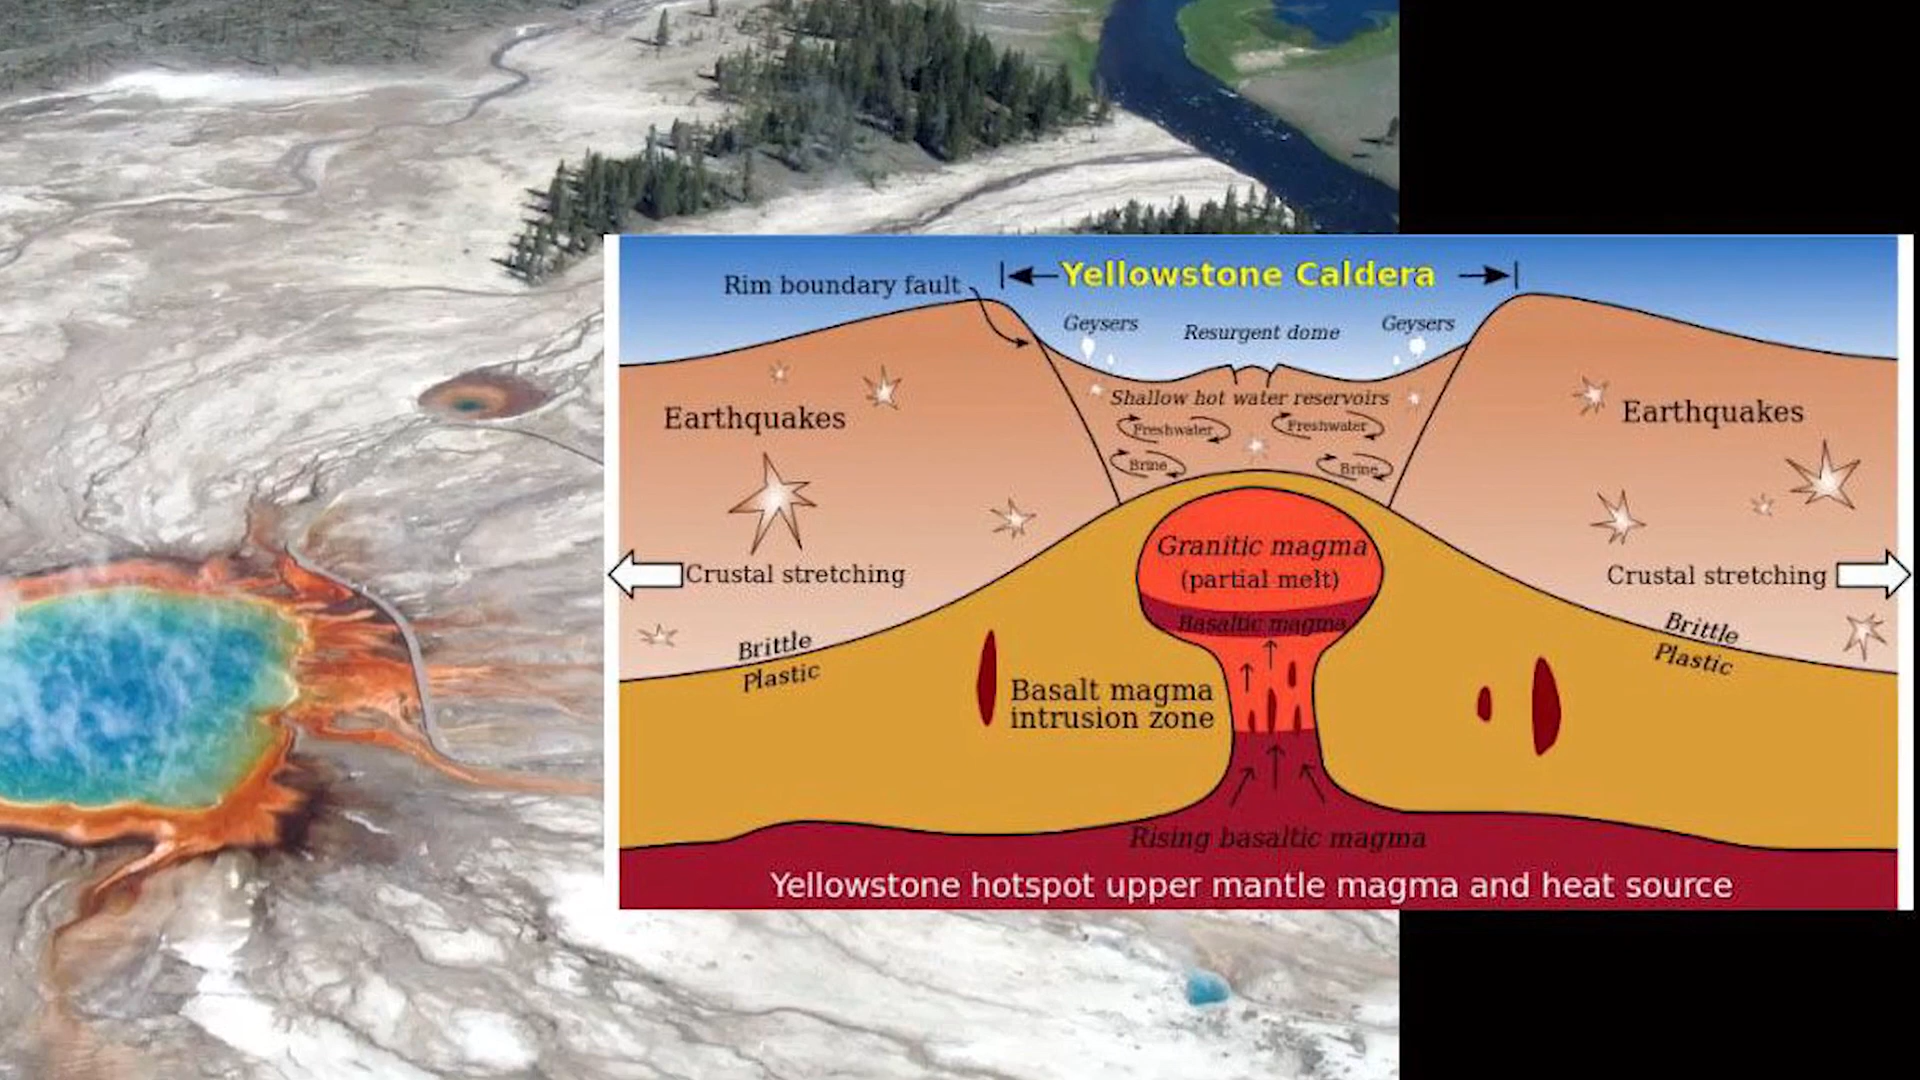 Yellowstone Caldera
Rim boundary fault
Geysers
Resurgent dome
Geysers
Shallow hot water reservoirs
Freshwater
Freshwater
Brine
Brine
Earthquakes
Earthquakes
Granitic magma
(partial melt)
Basaltic magma
Crustal stretching
Crustal stretching
Brittle
Plastic
Brittle
Plastic
Basalt magma
intrusion zone
Rising basaltic magma
Yellowstone hotspot upper mantle magma and heat source